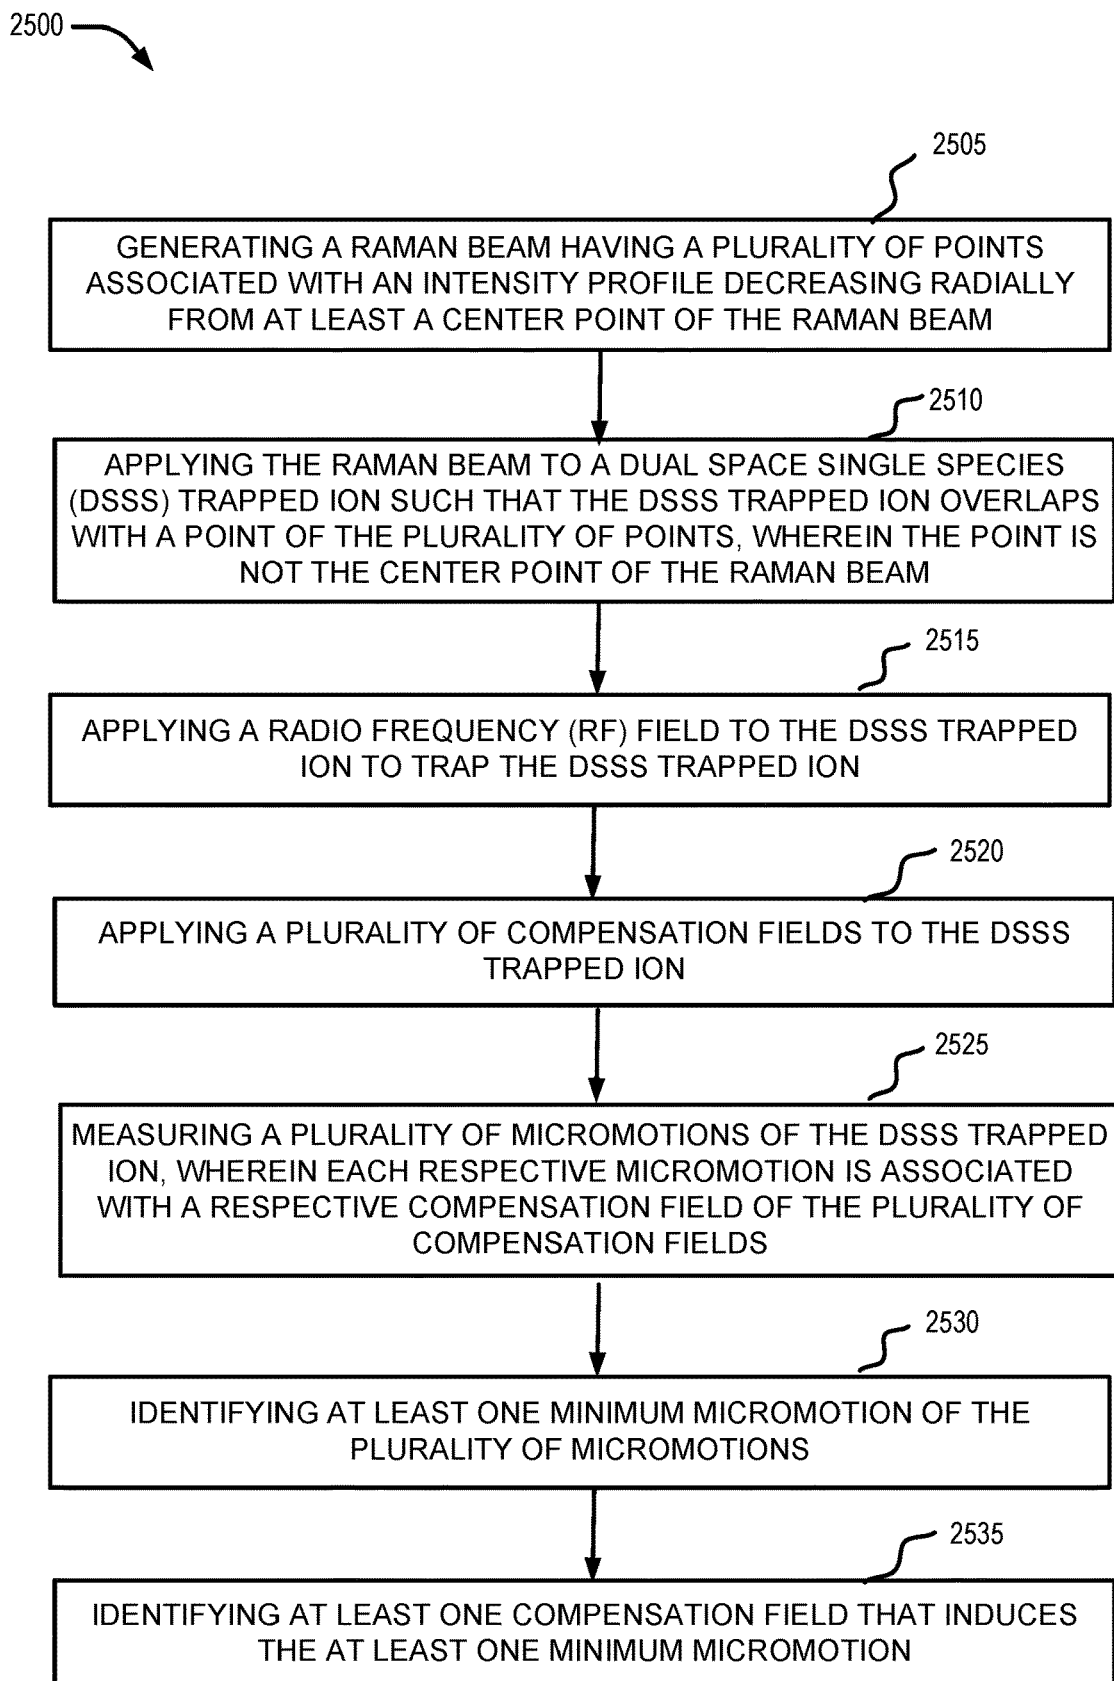 2500
2505
GENERATING A RAMAN BEAM HAVING A PLURALITY OF POINTS
ASSOCIATED WITH AN INTENSITY PROFILE DECREASING RADIALLY
FROM AT LEAST A CENTER POINT OF THE RAMAN BEAM
2510
APPLYING THE RAMAN BEAM TO A DUAL SPACE SINGLE SPECIES
(DSSS) TRAPPED ION SUCH THAT THE DSSS TRAPPED ION OVERLAPS
WITH A POINT OF THE PLURALITY OF POINTS, WHEREIN THE POINT IS
NOT THE CENTER POINT OF THE RAMAN BEAM
2515
APPLYING A RADIO FREQUENCY (RF) FIELD TO THE DSSS TRAPPED
ION TO TRAP THE DSSS TRAPPED ION
2520
APPLYING A PLURALITY OF COMPENSATION FIELDS TO THE DSSS
TRAPPED ION
2525
MEASURING A PLURALITY OF MICROMOTIONS OF THE DSSS TRAPPED
ION, WHEREIN EACH RESPECTIVE MICROMOTION IS ASSOCIATED
WITH A RESPECTIVE COMPENSATION FIELD OF THE PLURALITY OF
COMPENSATION FIELDS
2530
IDENTIFYING AT LEAST ONE MINIMUM MICROMOTION OF THE
PLURALITY OF MICROMOTIONS
2535
IDENTIFYING AT LEAST ONE COMPENSATION FIELD THAT INDUCES
THE AT LEAST ONE MINIMUM MICROMOTION